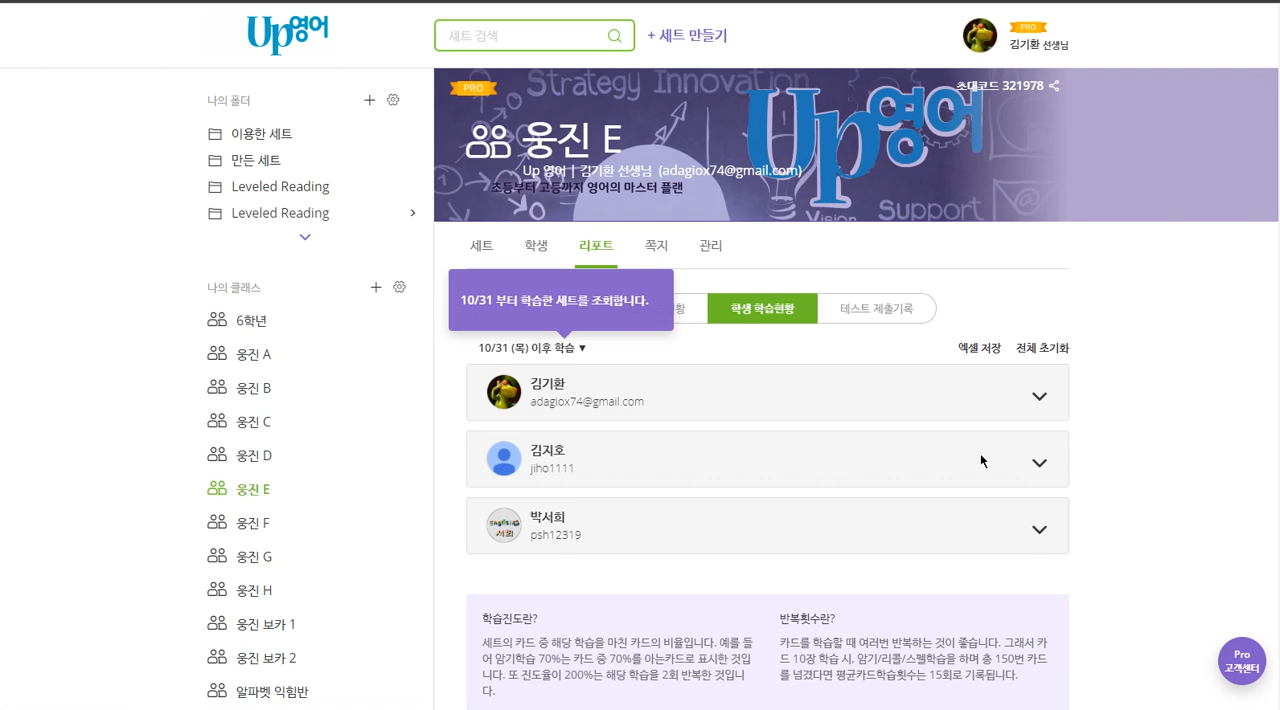 Up영어
세트 검색
+ 세트 만들기
PRO
김기환 선생님
나의 폴더
이용한 세트
만든 세트
Leveled Reading
Leveled Reading
나의 클래스
6학년
웅진 A
웅진 B
웅진 C
웅진 D
웅진 E
웅진 F
웅진 G
웅진 H
웅진 보카 1
웅진 보카 2
알파벳 익힘반
Strategy Innovation
PRO
초대코드 321978
Up영어
웅진 E
Up 영어 | 김기환 선생님 (adagiox74@gmail.com)
초등부터 고등까지 영어의 마스터 플랜
Vision Support
세트 학생 리포트 쪽지 관리
10/31 부터 학습한 세트를 조회합니다.
황
학생 학습현황
테스트 제출기록
10/31 (목) 이후 학습 ▼
엑셀 저장 전체 초기화
김기환
adagiox74@gmail.com
김지호
jiho1111
박서희
psh12319
학습진도란?
세트의 카드 중 해당 학습을 마친 카드의 비율입니다. 예를 들
어 암기학습 70%는 카드 중 70%를 아는카드로 표시한 것입
니다. 또 진도율이 200%는 해당 학습을 2회 반복한 것입니
다.
반복횟수란?
카드를 학습할 때 여러번 반복하는 것이 좋습니다. 그래서 카
드 10장 학습 시, 암기/리콜/스펠학습을 하며 총 150번 카드
를 넘겼다면 평균카드학습횟수는 15회로 기록됩니다.
Pro
고객센터